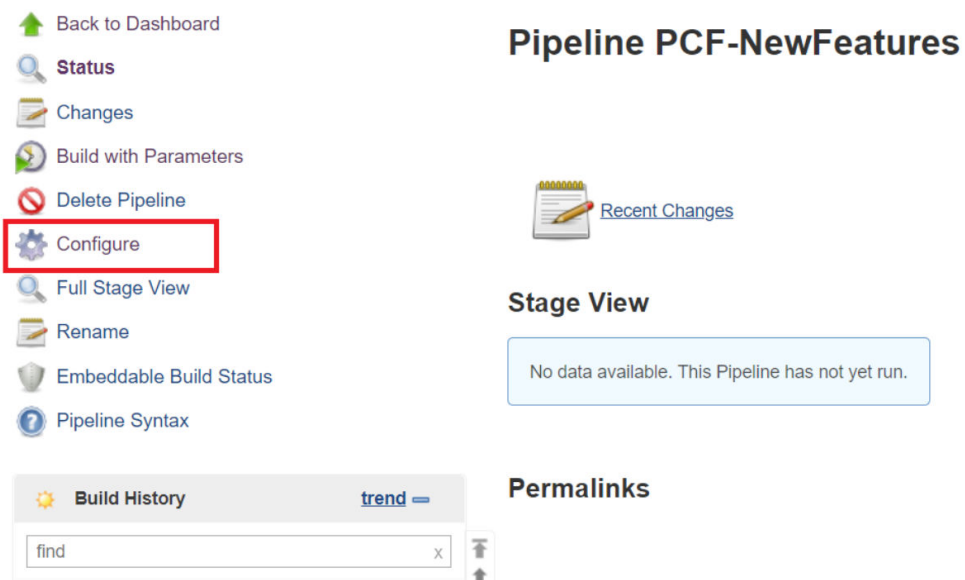 Back to Dashboard
Status
Changes
Build with Parameters
Delete Pipeline
Configure
Full Stage View
Rename
Embeddable Build Status
Pipeline Syntax
Build History trend
find x
Pipeline PCF-NewFeatures
Recent Changes
Stage View
No data available. This Pipeline has not yet run.
Permalinks